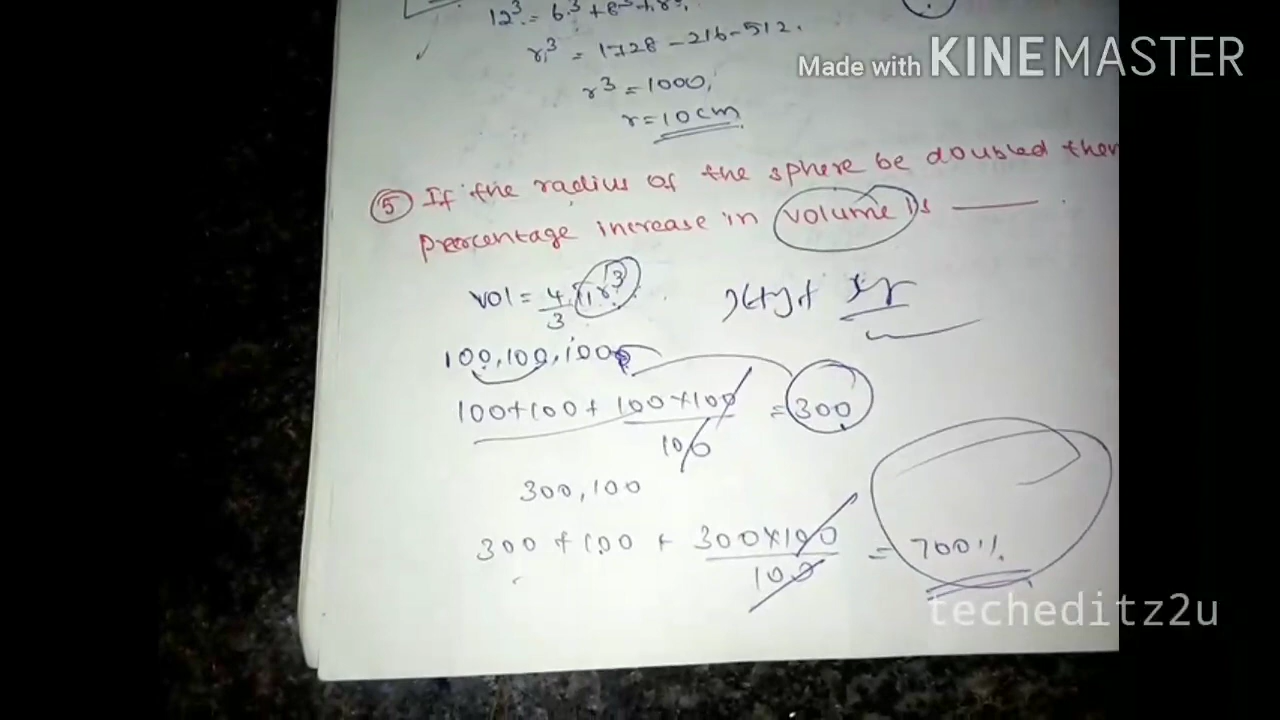 12³ = 6³ + 8³ + r³.
r³ = 1728 - 216 - 512.
Made with KINEMASTER
r³ = 1000,
r = 10cm
5 If the radius of the sphere be doubled then
percentage increase in volume is ____.
vol = 4/3 πr³ x+y+ xy
100,100,100
100+100+ 100×100/100 = 300
300,100
300 + 100 + 300×100/100 = 700%
techeditz2u